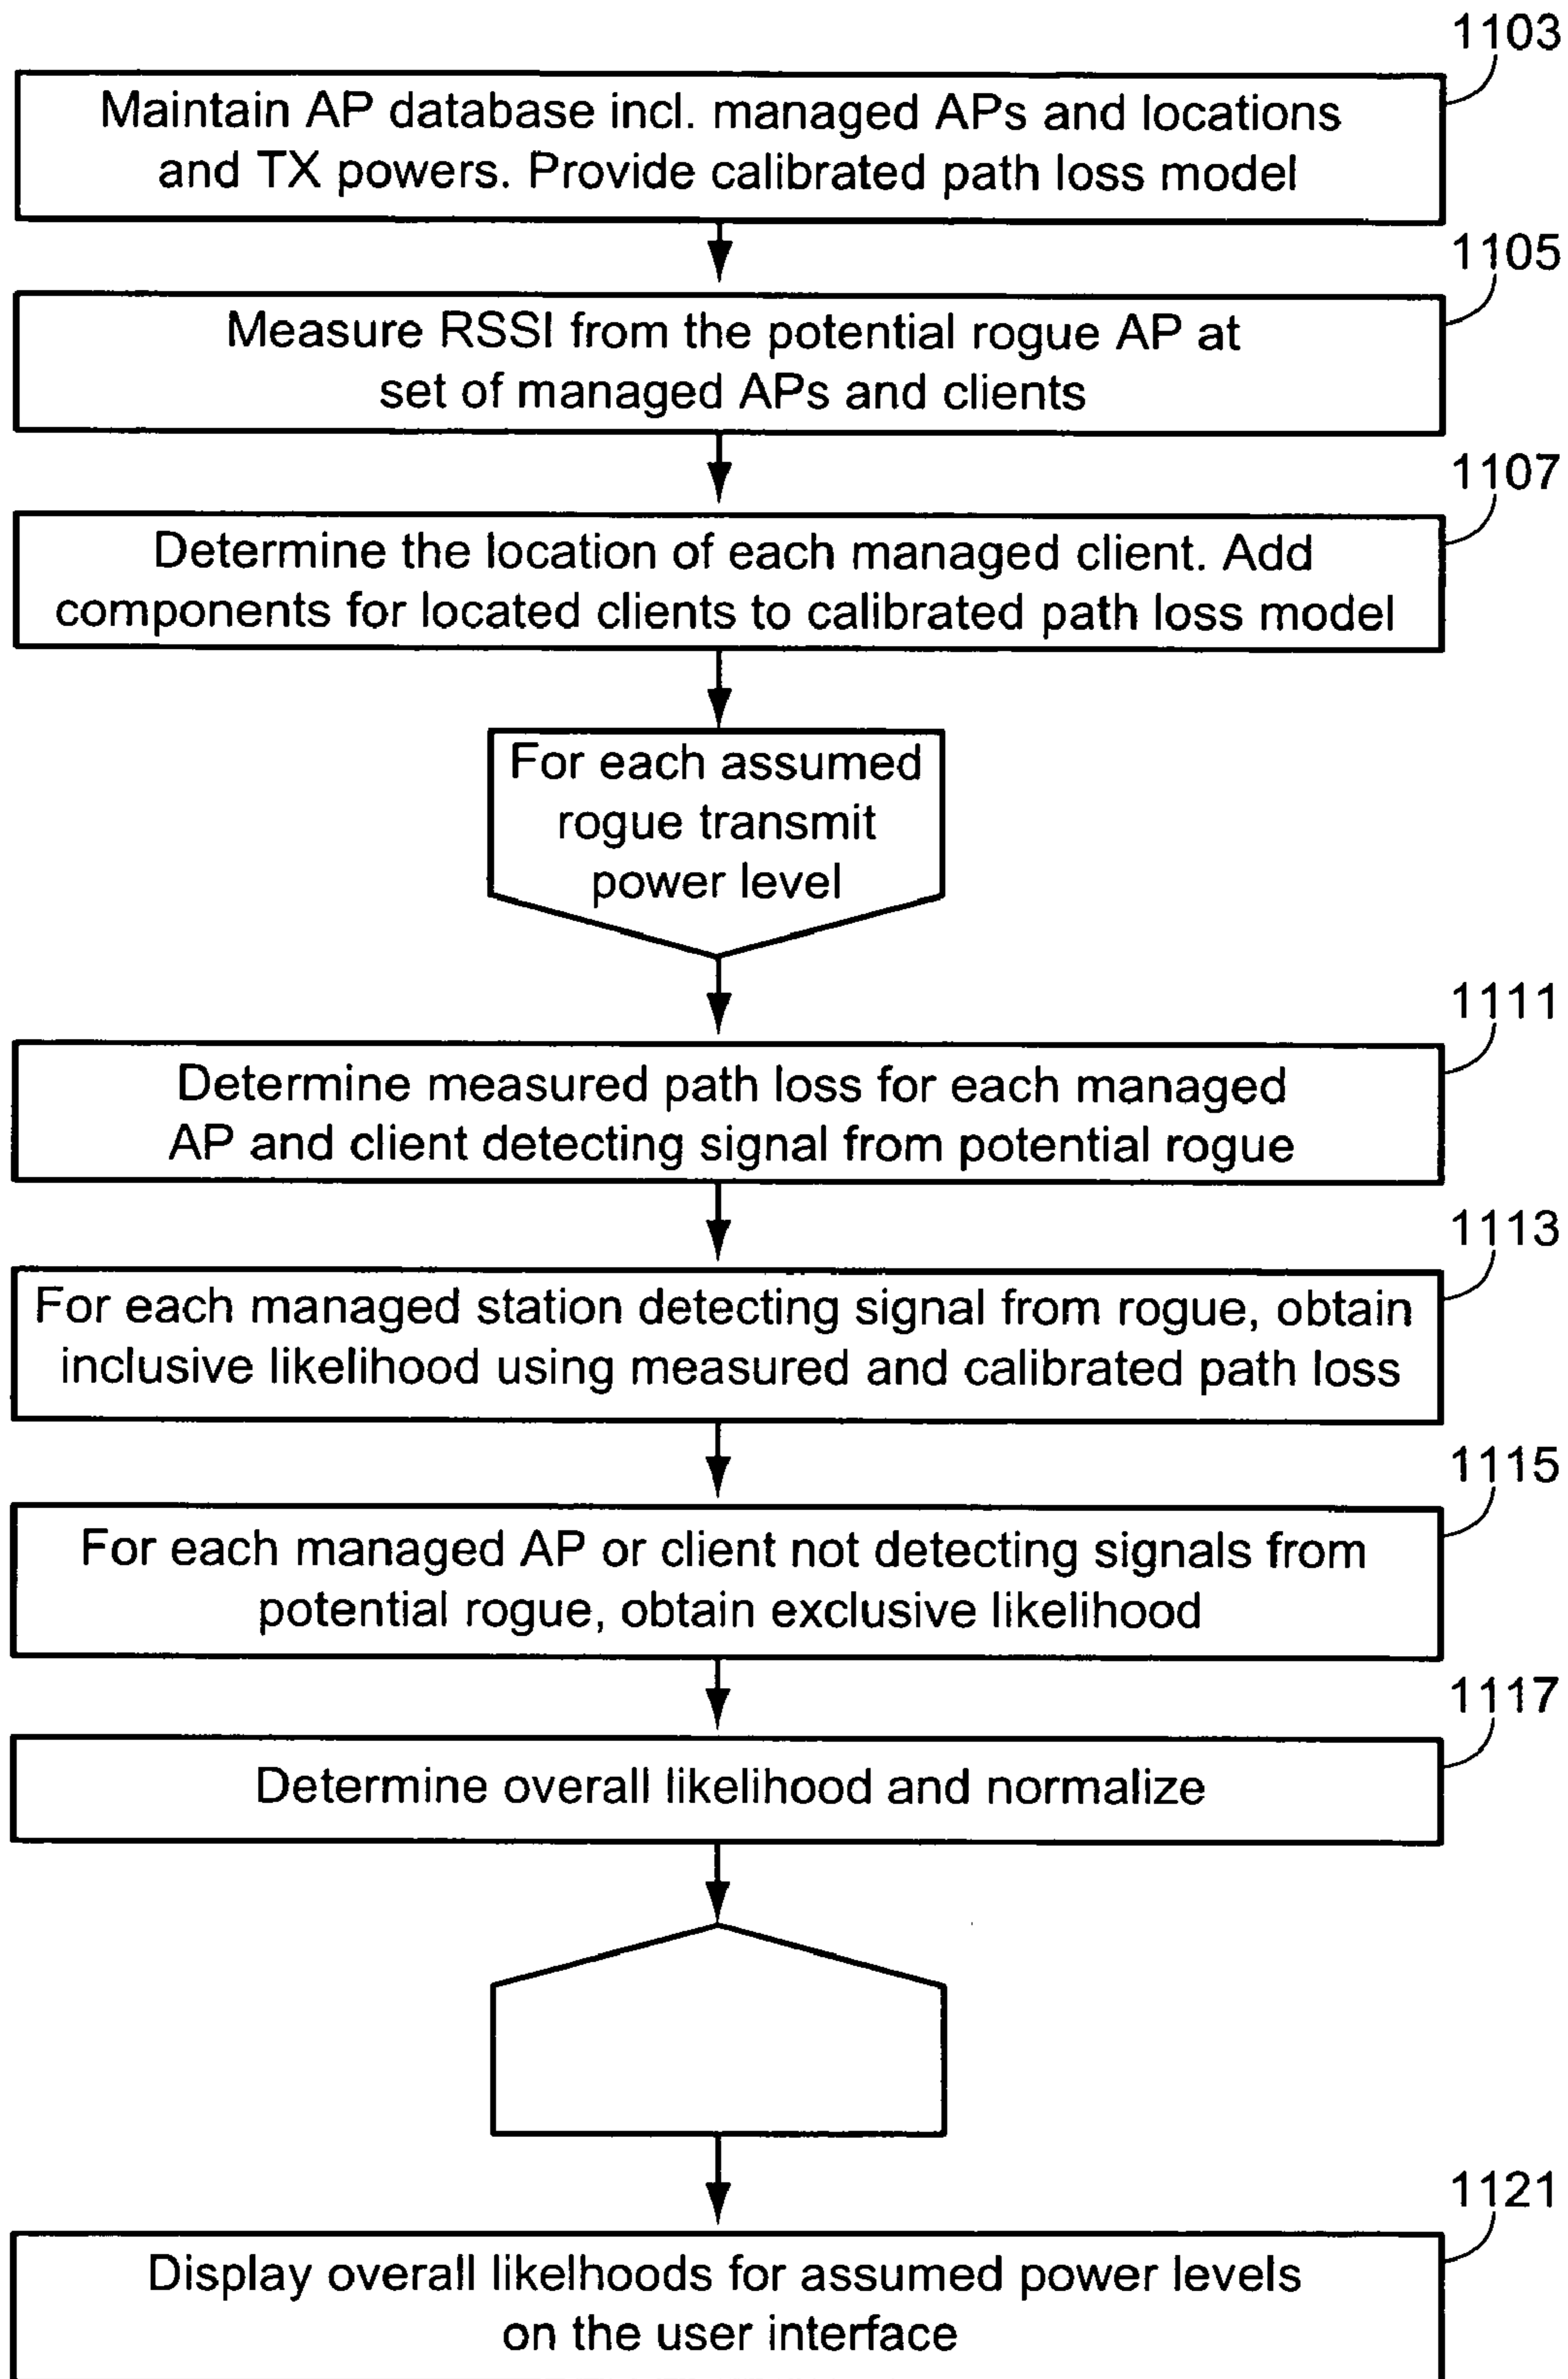 1103
Maintain AP database incl. managed APs and locations
and TX powers. Provide calibrated path loss model
1105
Measure RSSI from the potential rogue AP at
set of managed APs and clients
1107
Determine the location of each managed client. Add
components for located clients to calibrated path loss model
For each assumed
rogue transmit
power level
1111
Determine measured path loss for each managed
AP and client detecting signal from potential rogue
1113
For each managed station detecting signal from rogue, obtain
inclusive likelihood using measured and calibrated path loss
1115
For each managed AP or client not detecting signals from
potential rogue, obtain exclusive likelihood
1117
Determine overall likelihood and normalize
1121
Display overall likelhoods for assumed power levels
on the user interface